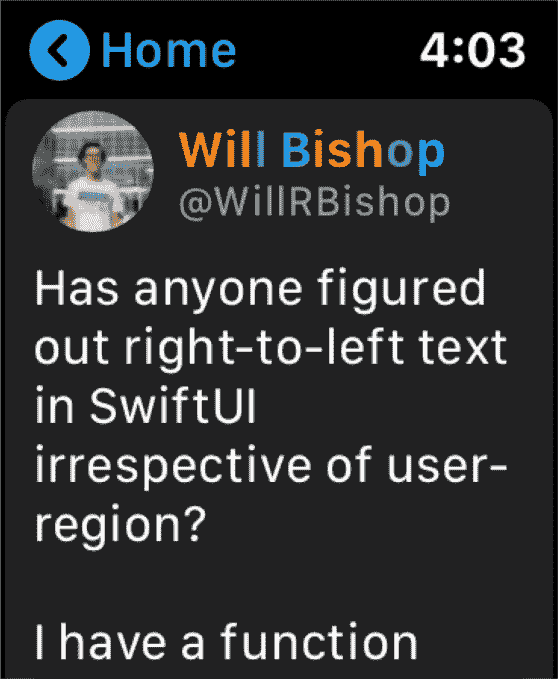 Home 4:03
Will Bishop
@WillRBishop
Has anyone figured
out right-to-left text
in SwiftUI
irrespective of user-
region?
I have a function